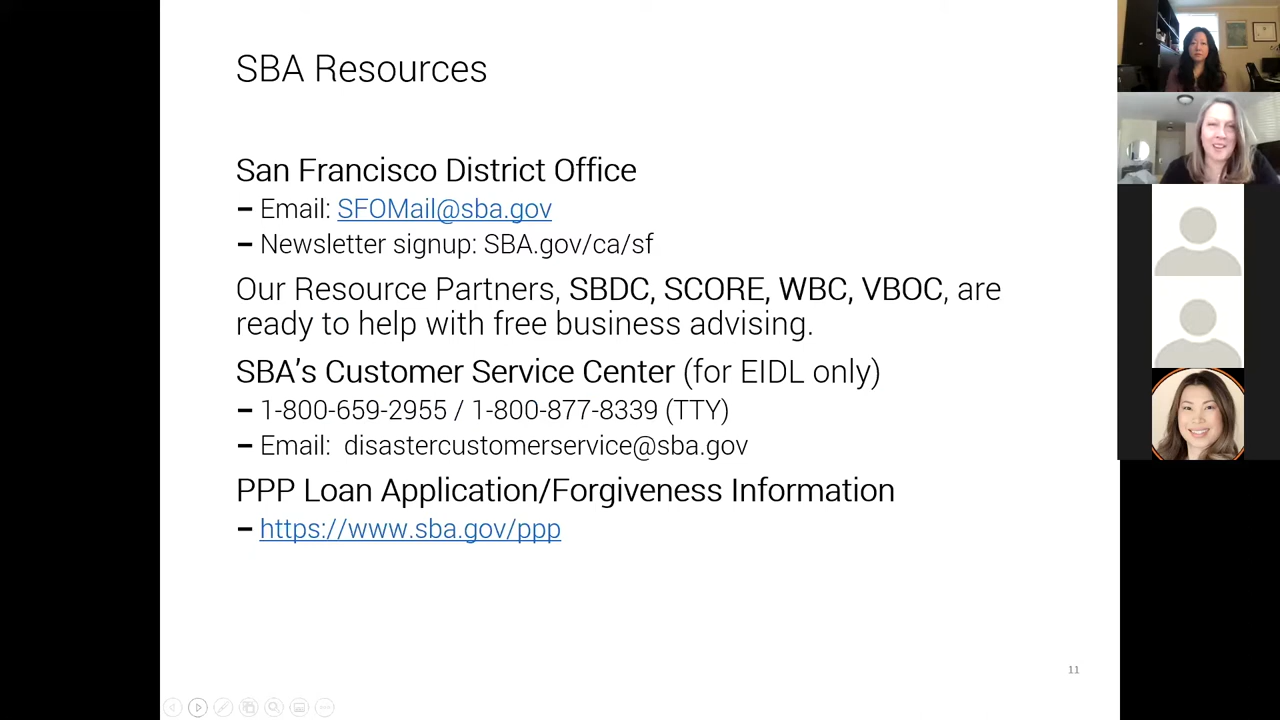 SBA Resources
San Francisco District Office
– Email: SFOMail@sba.gov
– Newsletter signup: SBA.gov/ca/sf
Our Resource Partners, SBDC, SCORE, WBC, VBOC, are
ready to help with free business advising.
SBA's Customer Service Center (for EIDL only)
– 1-800-659-2955 / 1-800-877-8339 (TTY)
– Email:  disastercustomerservice@sba.gov
PPP Loan Application/Forgiveness Information
– https://www.sba.gov/ppp
11